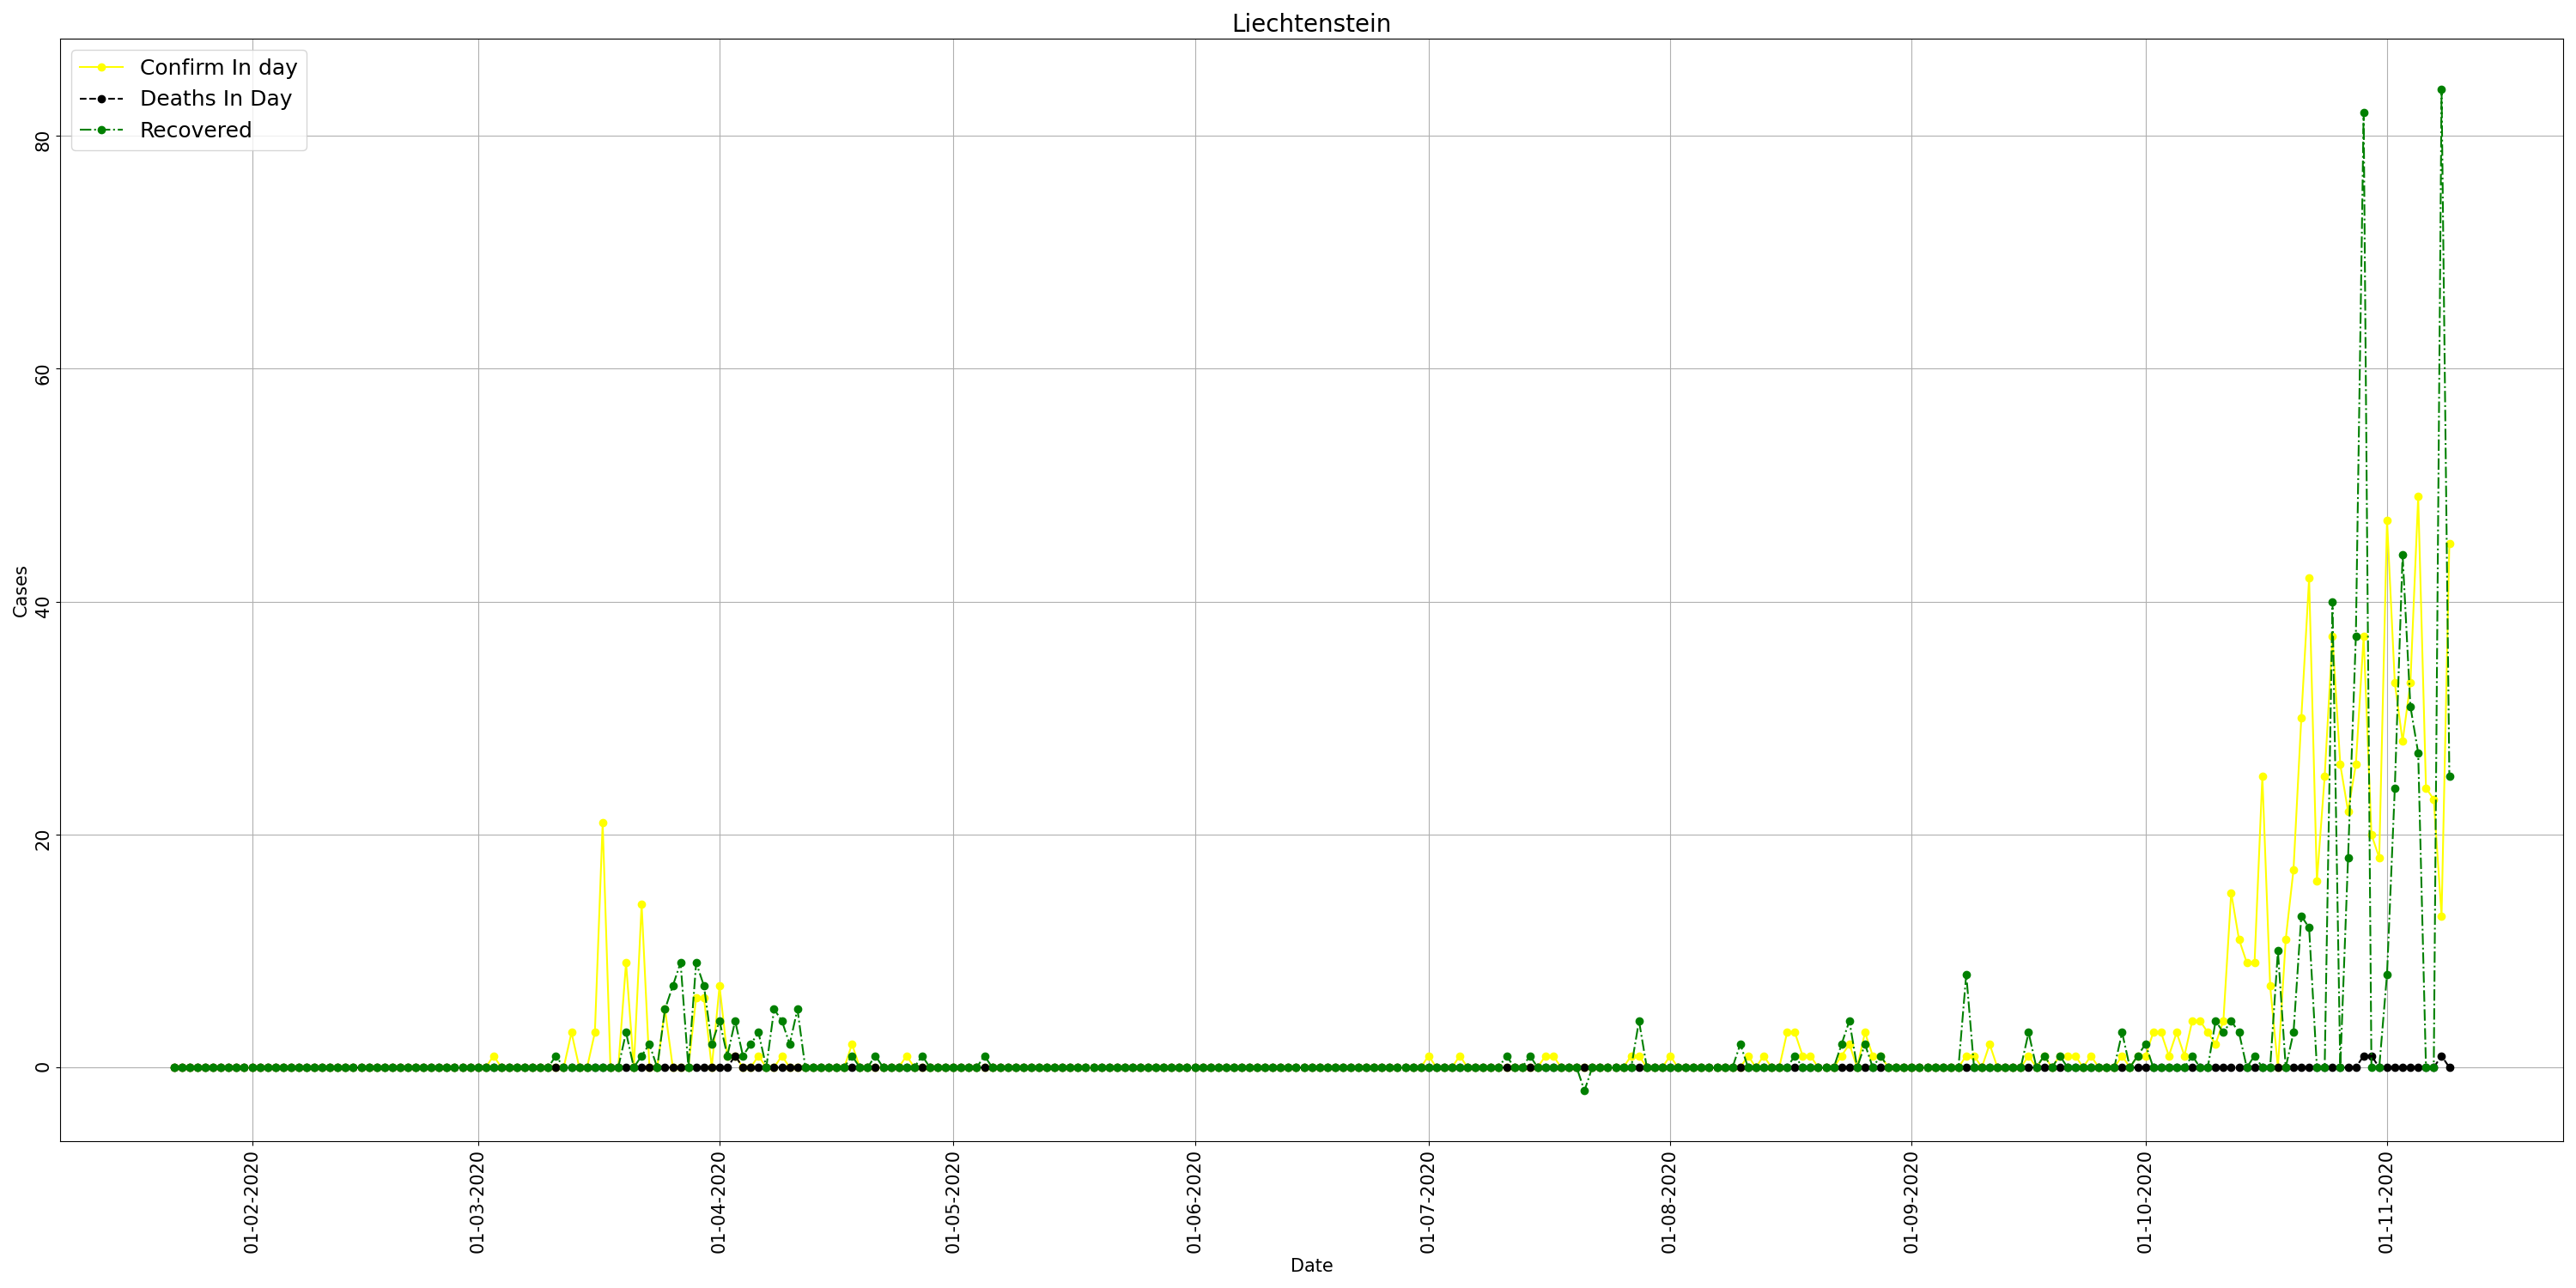 Liechtenstein
Confirm In day
Deaths In Day
Recovered
Cases
80
60
40
20
0
01-02-2020
01-03-2020
01-04-2020
01-05-2020
01-06-2020
01-07-2020
01-08-2020
01-09-2020
01-10-2020
01-11-2020
Date